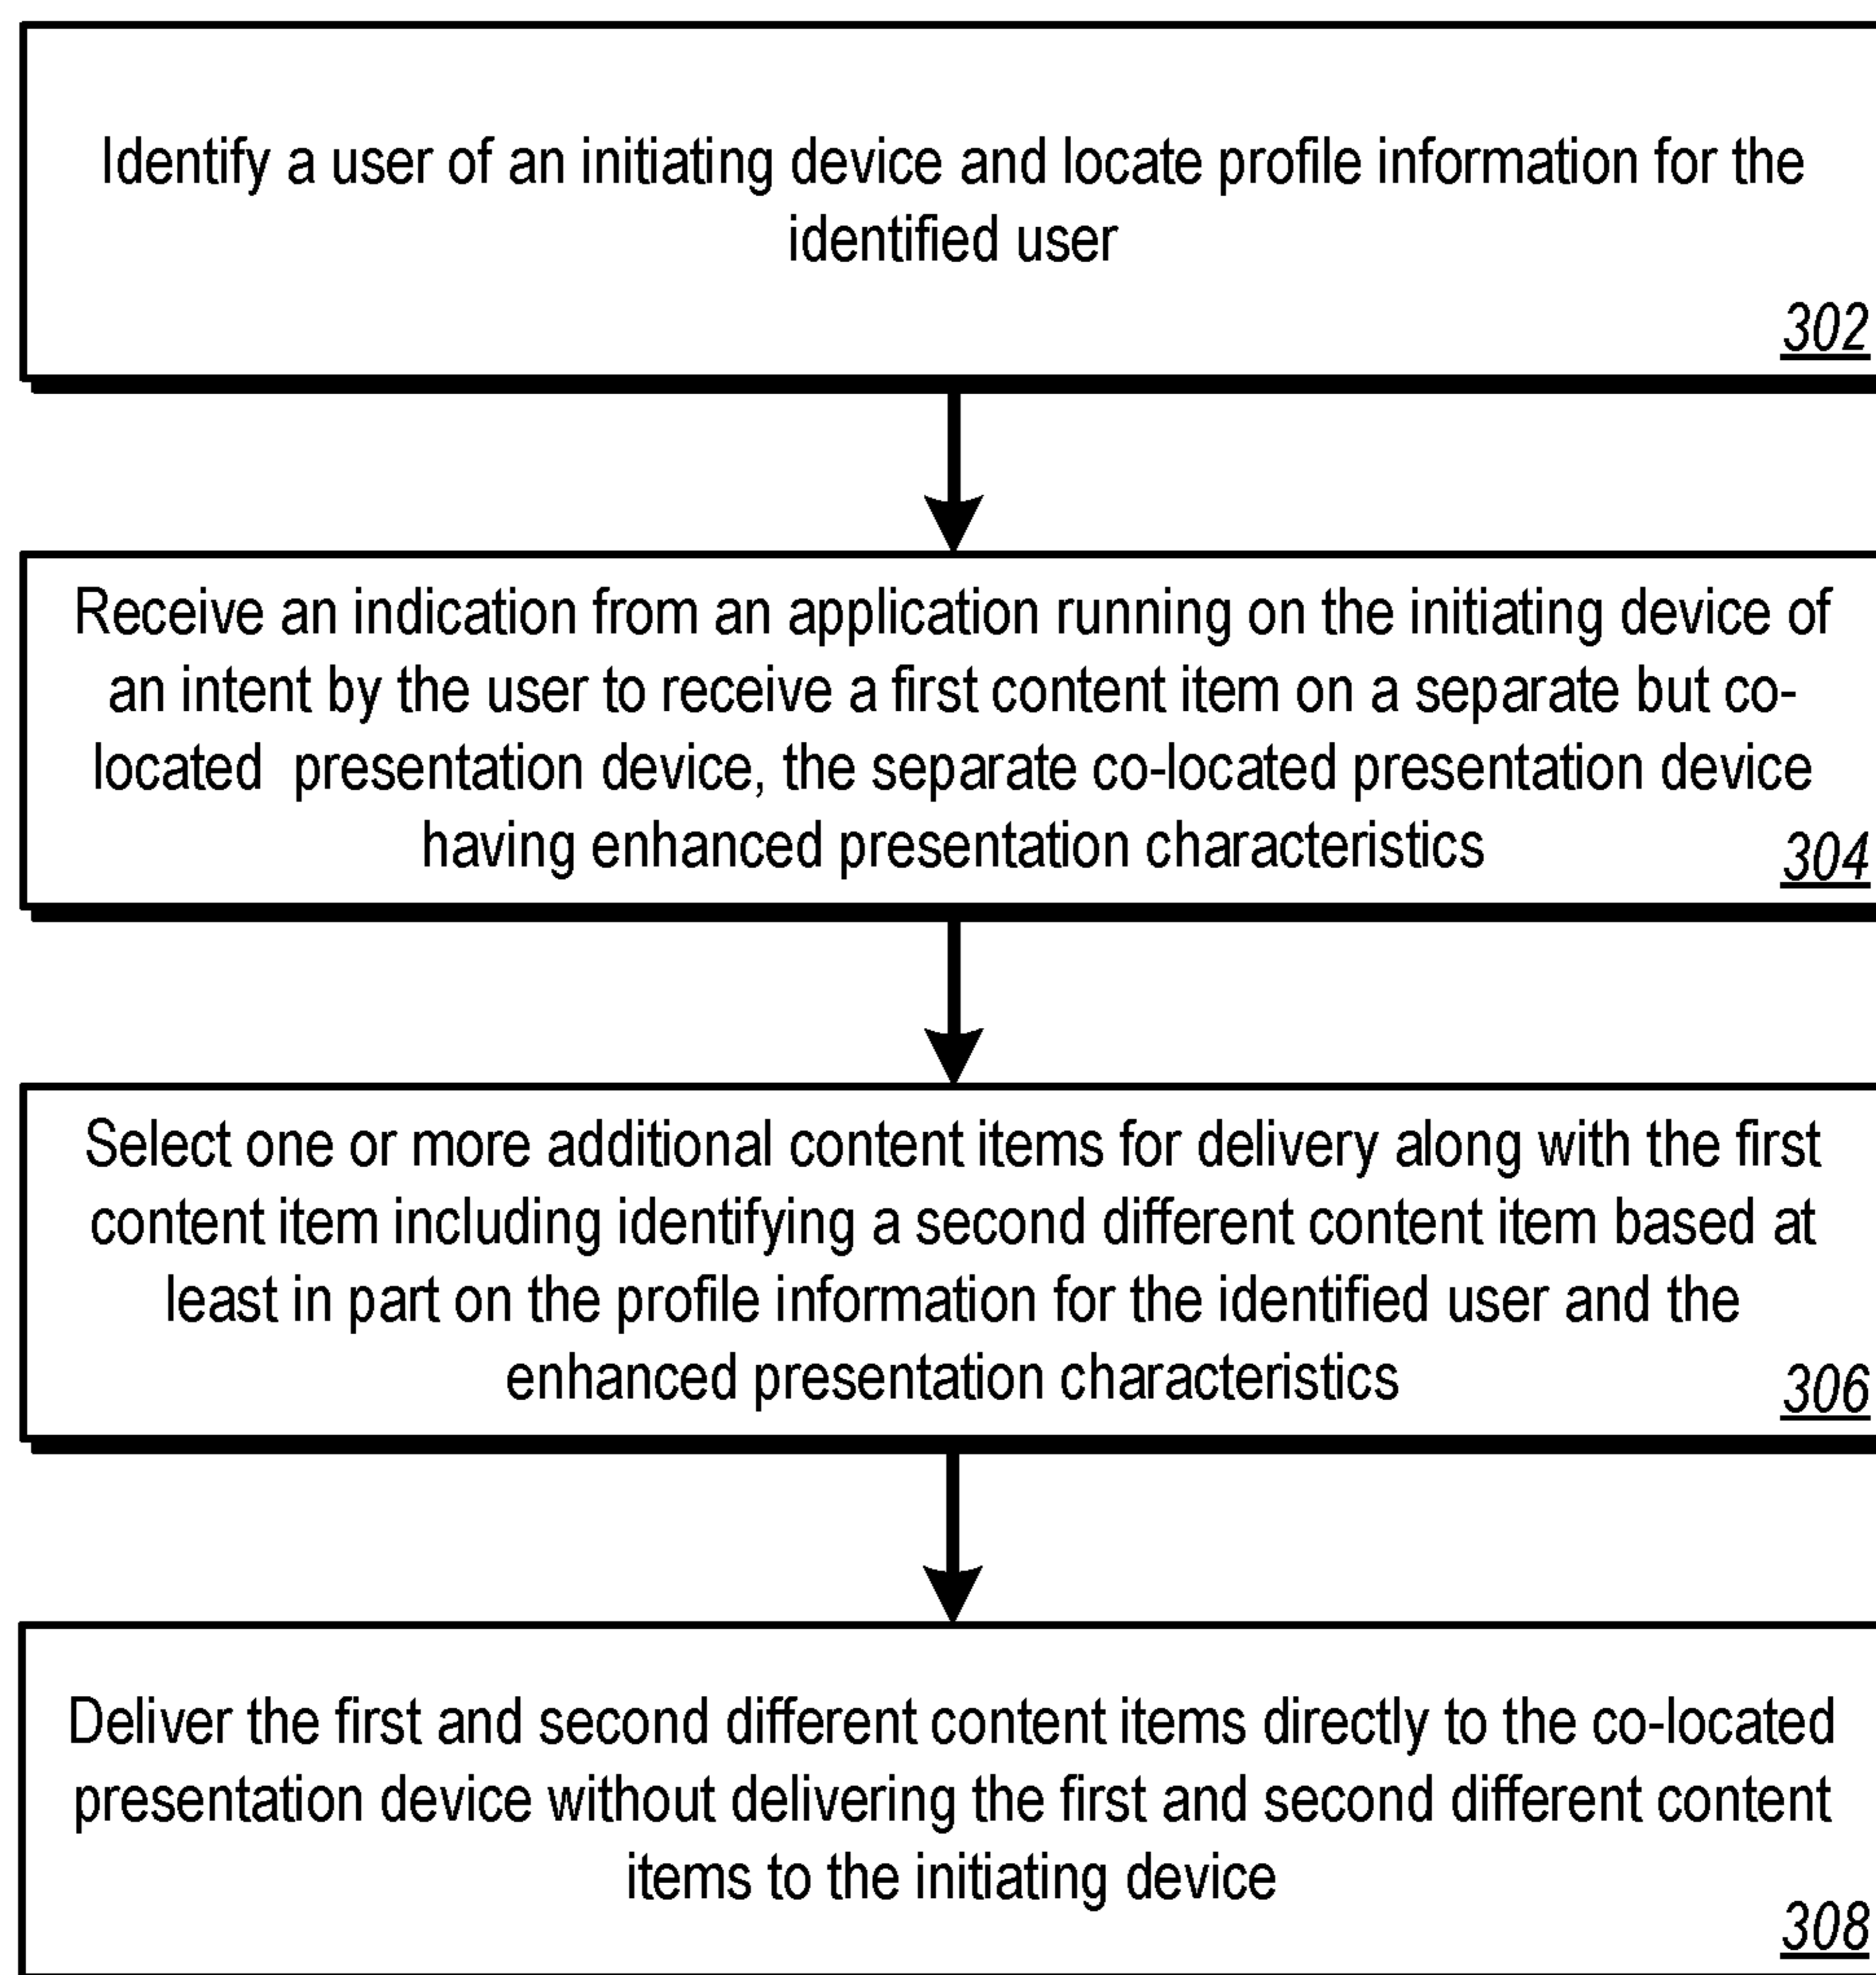 Identify a user of an initiating device and locate profile information for the
identified user
302
Receive an indication from an application running on the initiating device of
an intent by the user to receive a first content item on a separate but co-
located presentation device, the separate co-located presentation device
having enhanced presentation characteristics
304
Select one or more additional content items for delivery along with the first
content item including identifying a second different content item based at
least in part on the profile information for the identified user and the
enhanced presentation characteristics
306
Deliver the first and second different content items directly to the co-located
presentation device without delivering the first and second different content
items to the initiating device
308